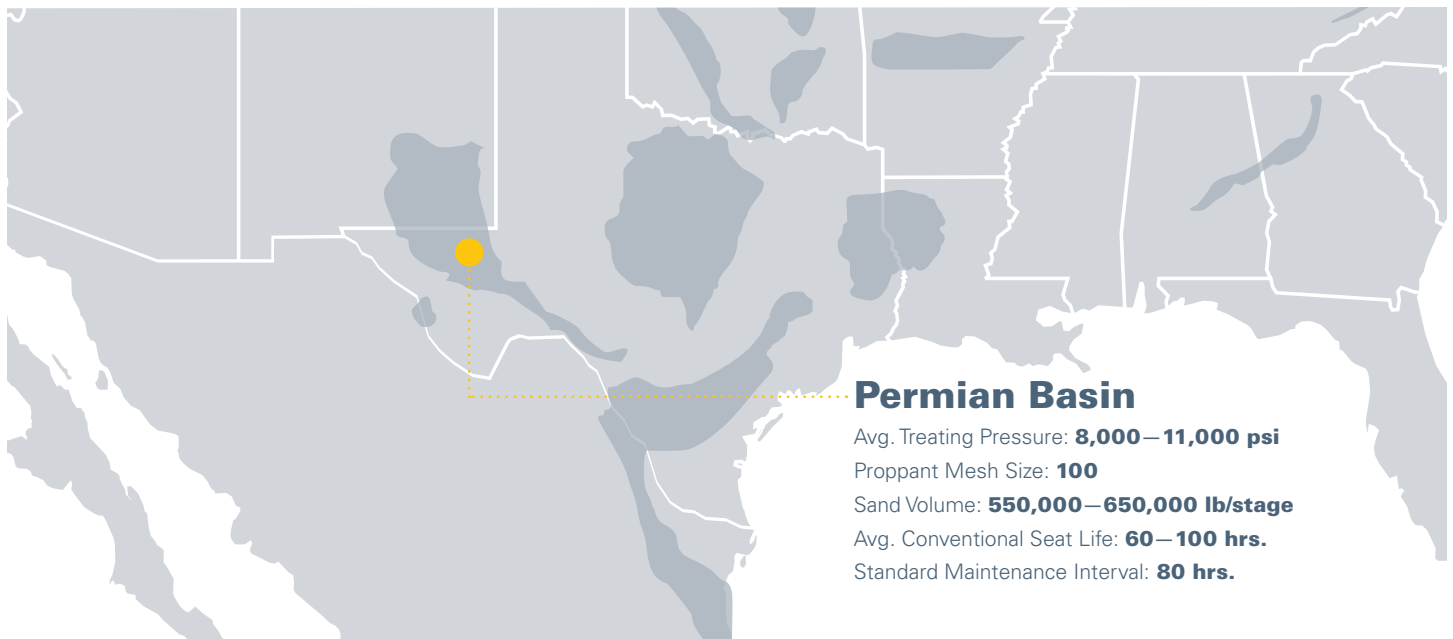 Permian Basin
Avg. Treating Pressure: 8,000—11,000 psi
Proppant Mesh Size: 100
Sand Volume: 550,000—650,000 lb/stage
Avg. Conventional Seat Life: 60—100 hrs.
Standard Maintenance Interval: 80 hrs.